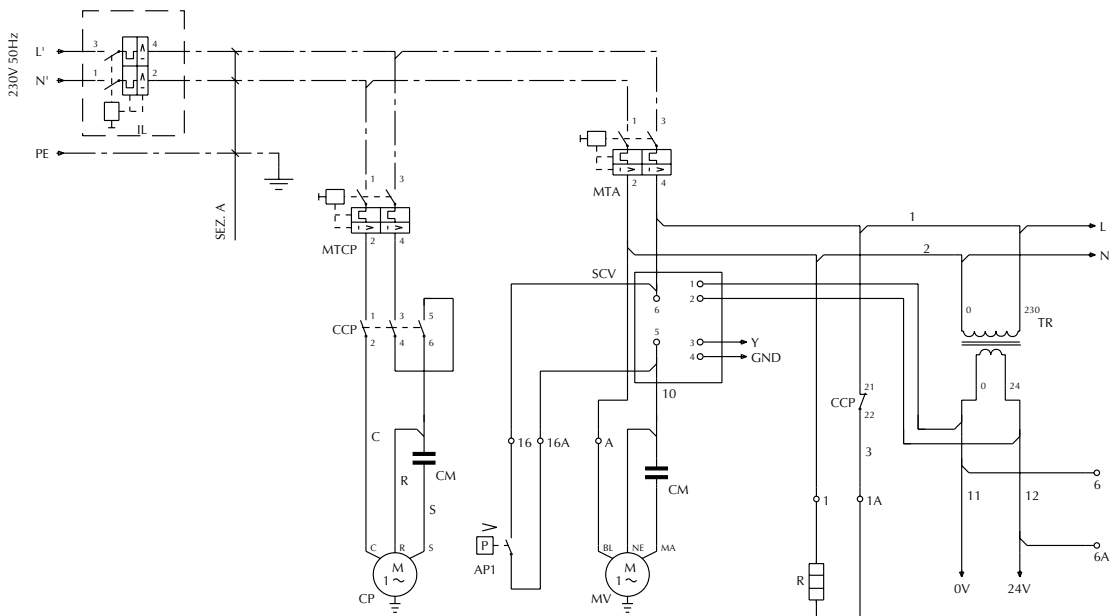 230V 50Hz
L'
3
4
N'
1
2
IL
PE
SEZ. A
1
3
MTA
2
4
1
3
MTCP
2
4
1
L
2
N
SCV
1
2
6
5
3
Y
4
GND
10
0
230
TR
0
24
CCP
1
3
5
2
4
6
CCP
21
22
3
C
R
S
CM
16
16A
A
CM
1
1A
11
12
6
6A
P
AP1
C
R
S
M
1 ~
CP
BL
NE
MA
M
1 ~
MV
R
0V
24V